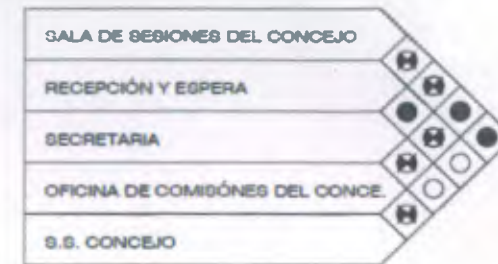 SALA DE SESIONES DEL CONCEJO
RECEPCIÓN Y ESPERA
SECRETARIA
OFICINA DE COMISÓNES DEL CONCE.
S.S. CONCEJO